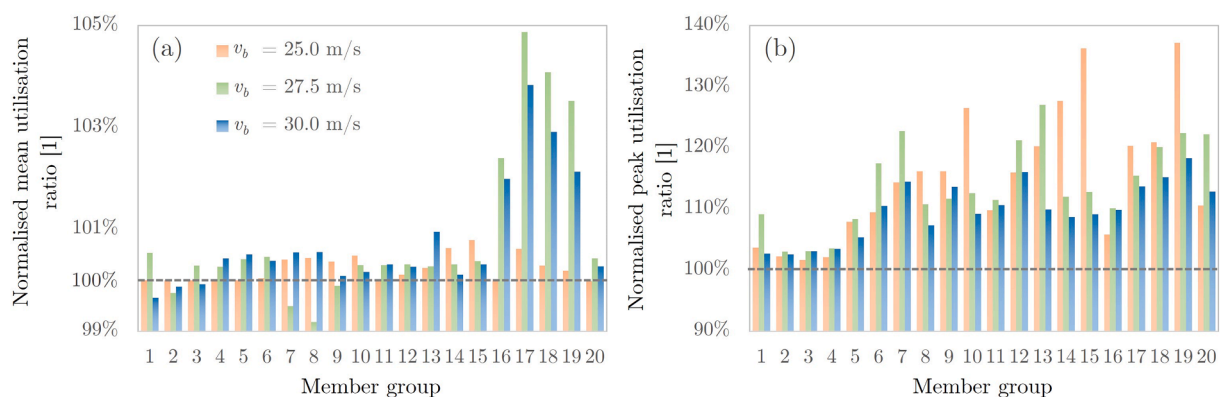 Normalised mean utilisation
ratio [1]
105%
103%
101%
100%
99%
(a)
v_b = 25.0 m/s
v_b = 27.5 m/s
v_b = 30.0 m/s
1 2 3 4 5 6 7 8 9 10 11 12 13 14 15 16 17 18 19 20
Member group
Normalised peak utilisation
ratio [1]
140%
130%
120%
110%
100%
90%
(b)
1 2 3 4 5 6 7 8 9 10 11 12 13 14 15 16 17 18 19 20
Member group